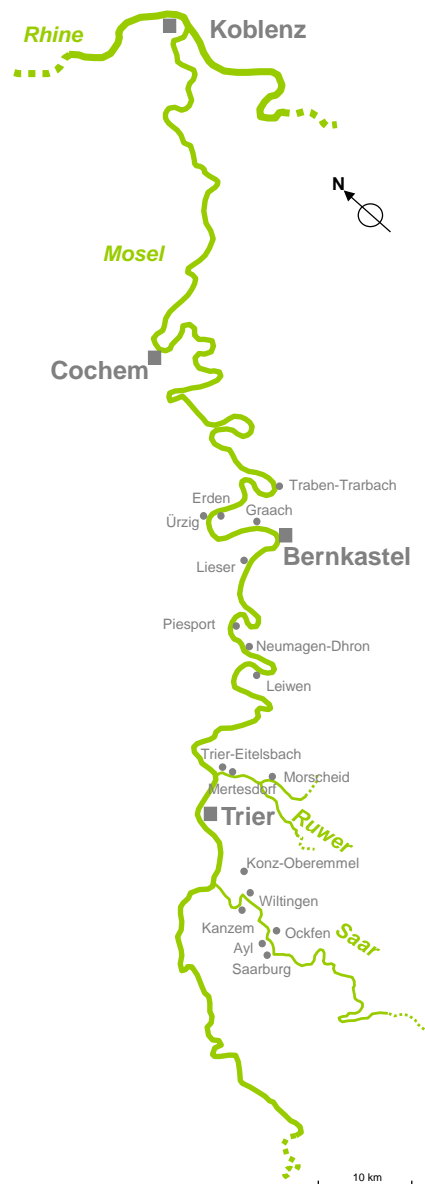 Koblenz
Rhine
N
Mosel
Cochem
Traben-Trarbach
Erden
Graach
Ürzig
Bernkastel
Lieser
Piesport
Neumagen-Dhron
Leiwen
Trier-Eitelsbach
Morscheid
Mertesdorf
Trier
Ruwer
Konz-Oberemmel
Wiltingen
Kanzem
Ockfen
Saar
Ayl
Saarburg
10 km